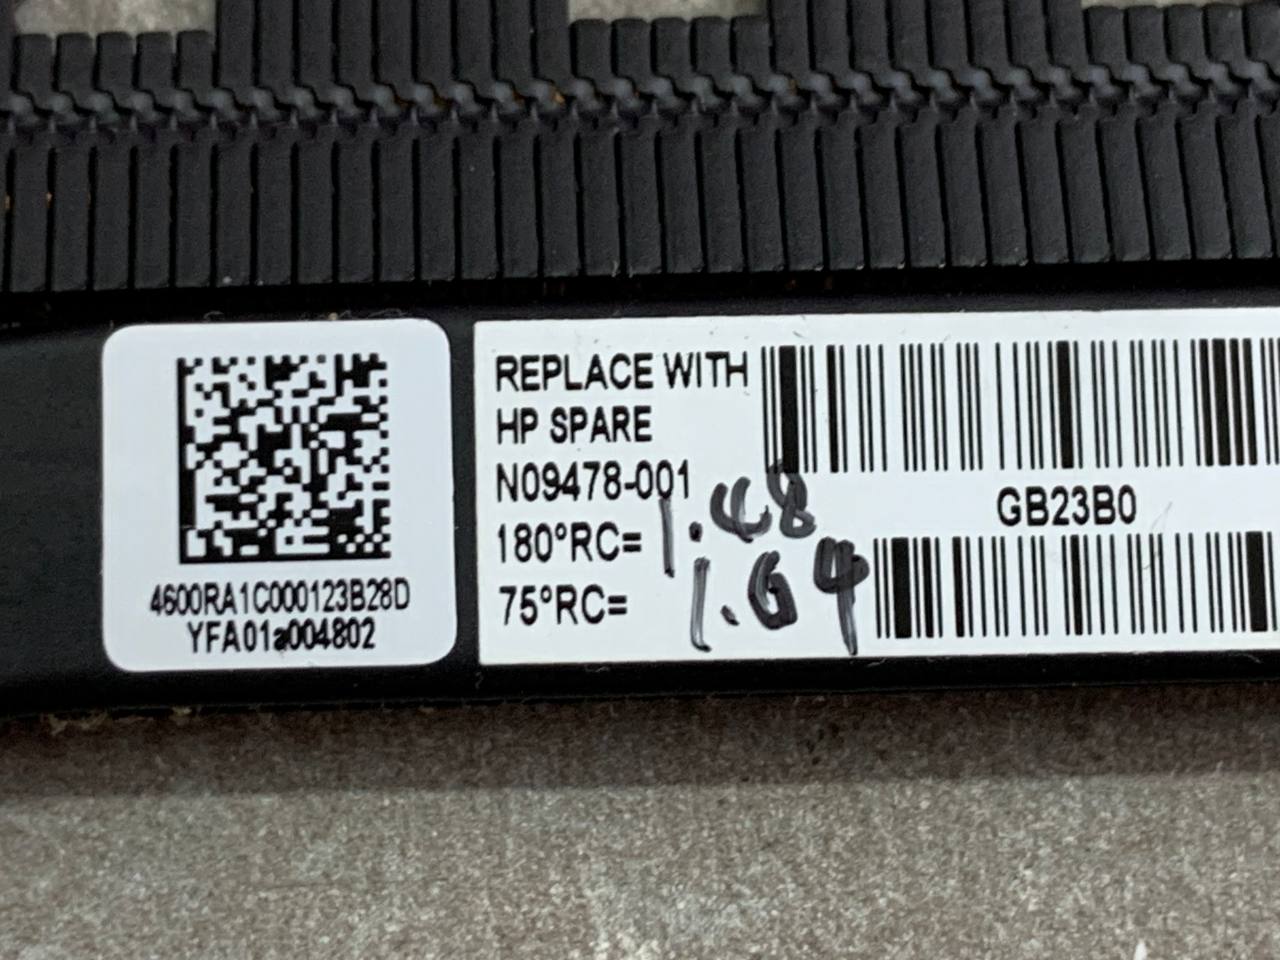 4600RA1C000123B28D
YFA01a004802
REPLACE WITH
HP SPARE
N09478-001
180°RC= 1.48
75°RC= 1.64
GB23B0